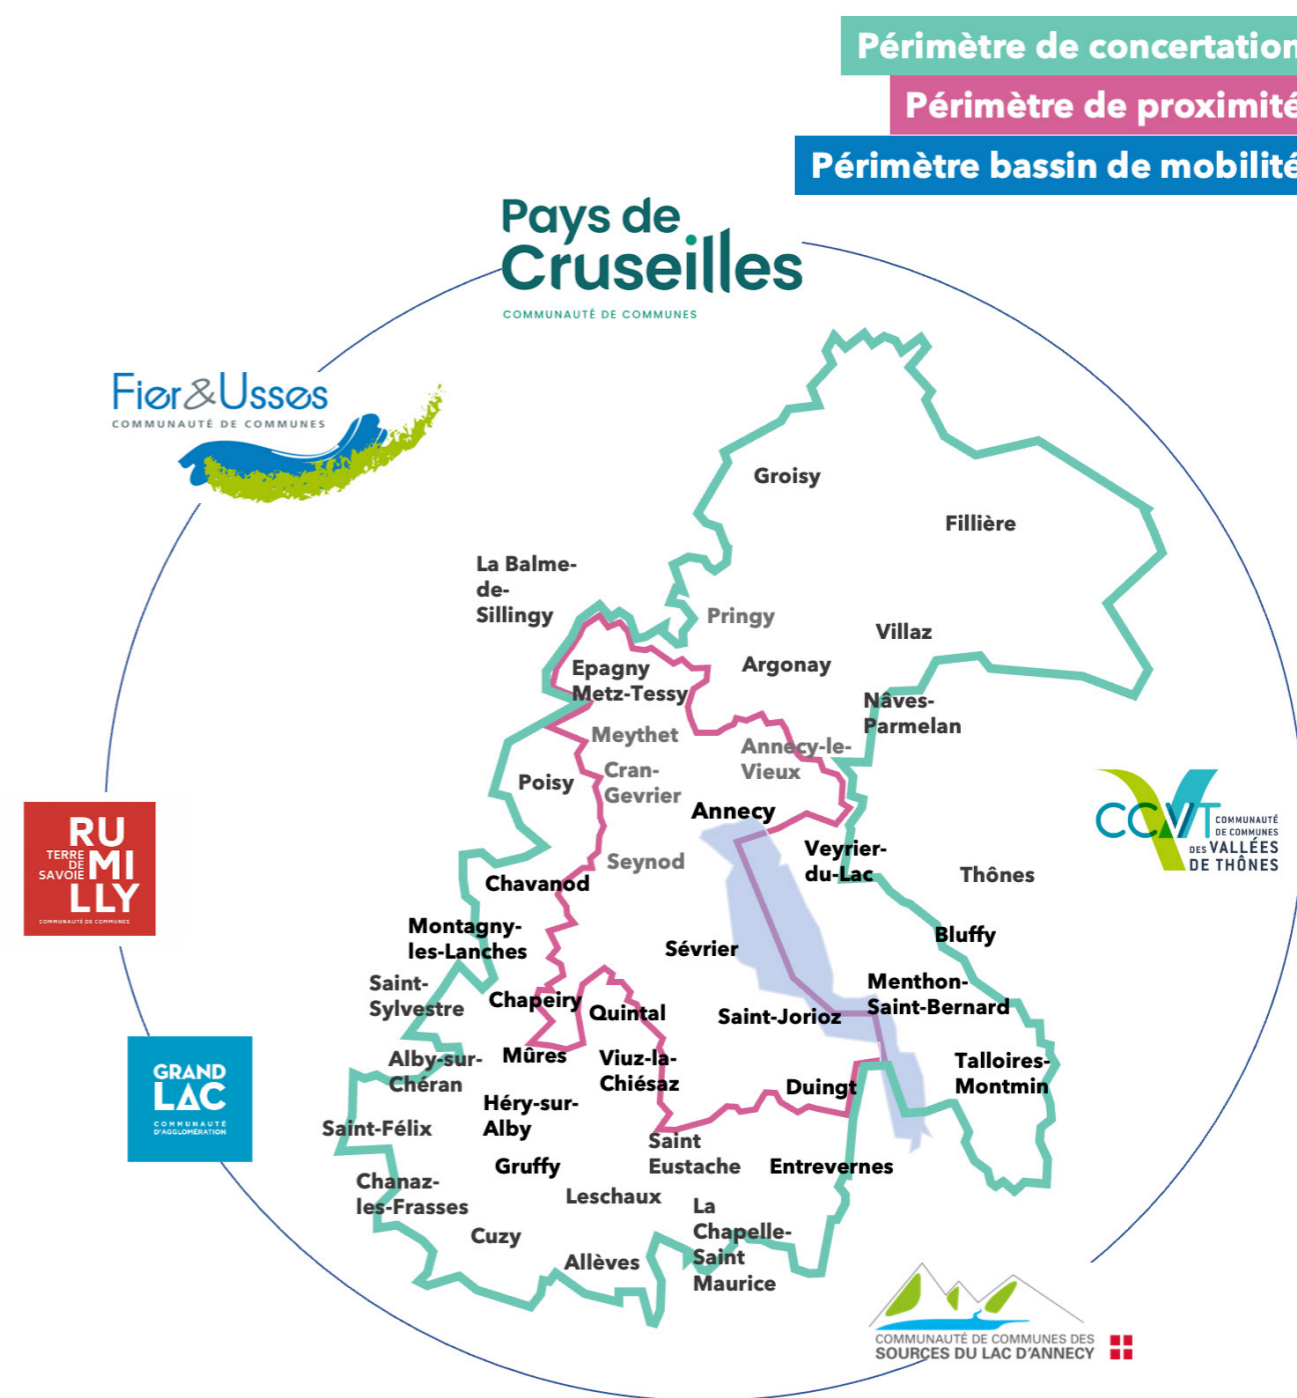 Périmètre de concertation
Périmètre de proximité
Périmètre bassin de mobilité
Pays de
Cruseilles
COMMUNAUTÉ DE COMMUNES
Fier&Usses
COMMUNAUTÉ DE COMMUNES
Groisy
Fillière
La Balme-
de-
Sillingy
Pringy
Villaz
Argonay
Epagny
Metz-Tessy
Nâves-
Parmelan
Meythet
Annecy-le-
Vieux
Cran-
Gevrier
Poisy
Annecy
CCVT
COMMUNAUTÉ
DE COMMUNES
DES VALLÉES
DE THÔNES
RU
TERRE
DE
SAVOIE
MI
LLY
COMMUNAUTÉ DE COMMUNES
Veyrier-
du-Lac
Seynod
Thônes
Chavanod
Montagny-
les-Lanches
Sévrier
Bluffy
Saint-
Sylvestre
Chapeiry
Quintal
Saint-Jorioz
Menthon-
Saint-Bernard
Alby-sur-
Chéran
Mûres
Viuz-la-
Chiésaz
Duingt
Talloires-
Montmin
GRAND
LAC
COMMUNAUTÉ
D'AGGLOMÉRATION
Héry-sur-
Alby
Saint-Félix
Saint
Eustache
Gruffy
Entrevernes
Chanaz-
les-Frasses
Leschaux
La
Chapelle-
Saint
Maurice
Cuzy
Allèves
COMMUNAUTÉ DE COMMUNES DES
SOURCES DU LAC D'ANNECY